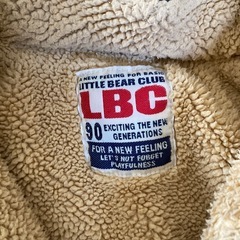 A NEW FEELING FOR BASIC
LITTLE BEAR CLUB
LBC
90 EXCITING THE NEW
GENERATIONS
FOR A NEW FEELING
LET'S NOT FORGET
PLAYFULNESS